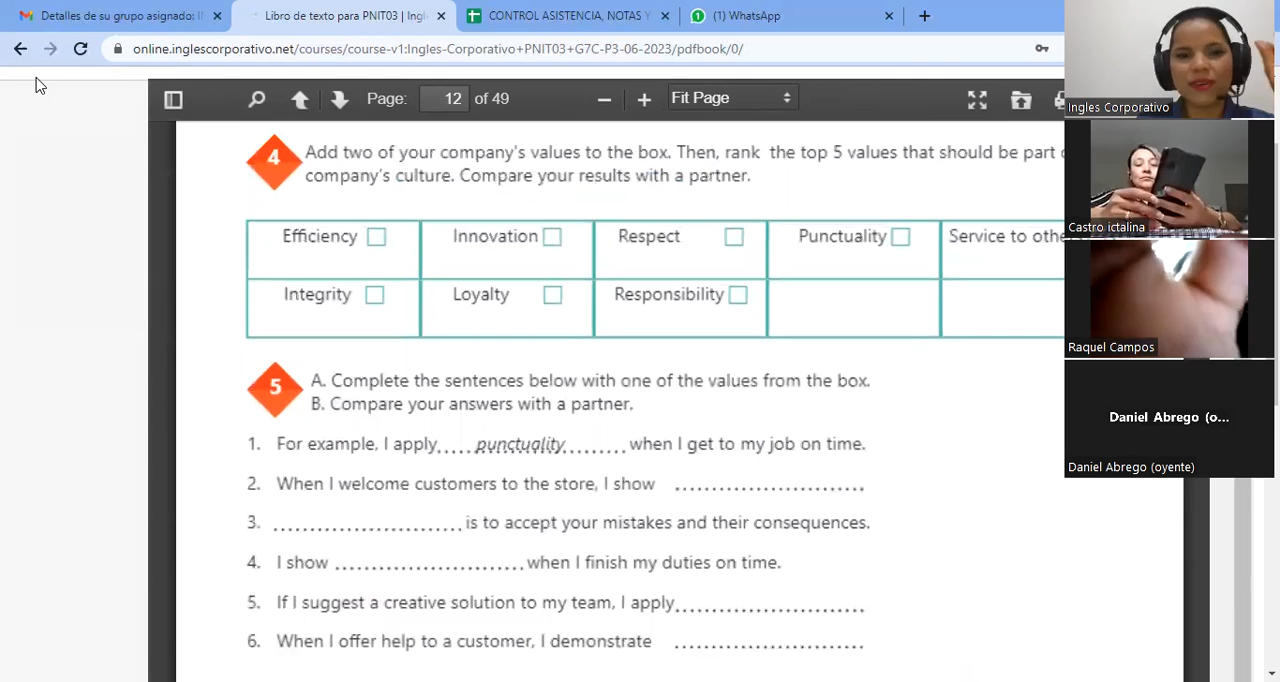 Detalles de su grupo asignado: I
Libro de texto para PNIT03 | Ingl
CONTROL ASISTENCIA, NOTAS Y
(1) WhatsApp
online.inglescorporativo.net/courses/course-v1:Ingles-Corporativo+PNIT03+G7C-P3-06-2023/pdfbook/0/
Page: 12 of 49
Fit Page
4 Add two of your company's values to the box. Then, rank the top 5 values that should be part
company's culture. Compare your results with a partner.
Efficiency Innovation Respect Punctuality Service to othe
Integrity Loyalty Responsibility
5 A. Complete the sentences below with one of the values from the box.
B. Compare your answers with a partner.
1. For example, I apply.....punctuality.........when I get to my job on time.
2. When I welcome customers to the store, I show ..........................
3. ..........................is to accept your mistakes and their consequences.
4. I show ..........................when I finish my duties on time.
5. If I suggest a creative solution to my team, I apply..........................
6. When I offer help to a customer, I demonstrate ..........................
Ingles Corporativo
Castro ictalina
Raquel Campos
Daniel Abrego (o...
Daniel Abrego (oyente)